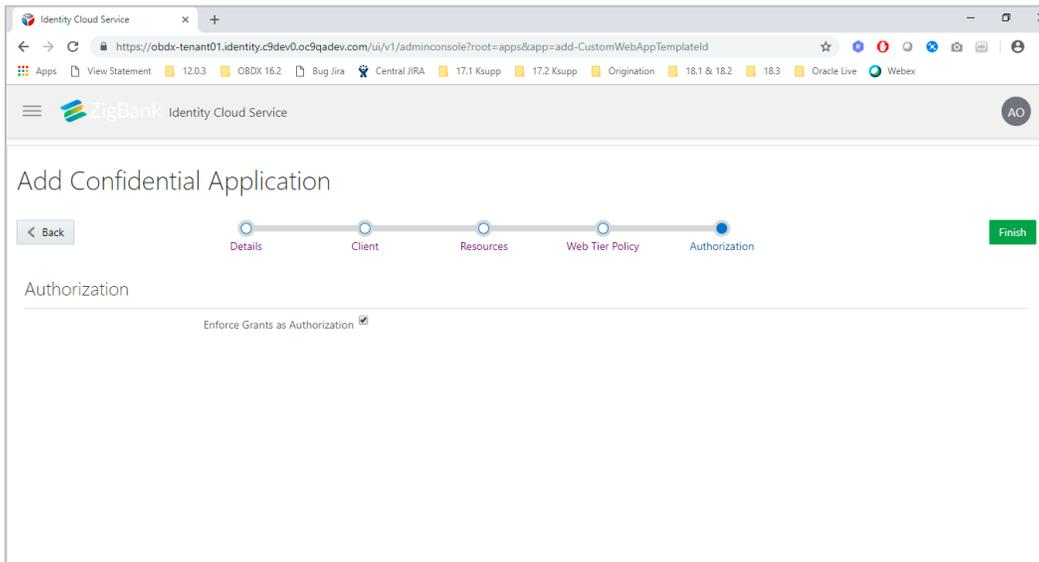 Identity Cloud Service
https://obdx-tenant01.identity.c9dev0.oc9qadev.com/ui/v1/adminconsole?root=apps&app=add-CustomWebAppTemplateId
Apps View Statement 12.0.3 OBDX 16.2 Bug Jira Central JIRA 17.1 Ksupp 17.2 Ksupp Origination 18.1 & 18.2 18.3 Oracle Live Webex
ZigBank Identity Cloud Service AO
Add Confidential Application
Back Finish
Details Client Resources Web Tier Policy Authorization
Authorization
Enforce Grants as Authorization